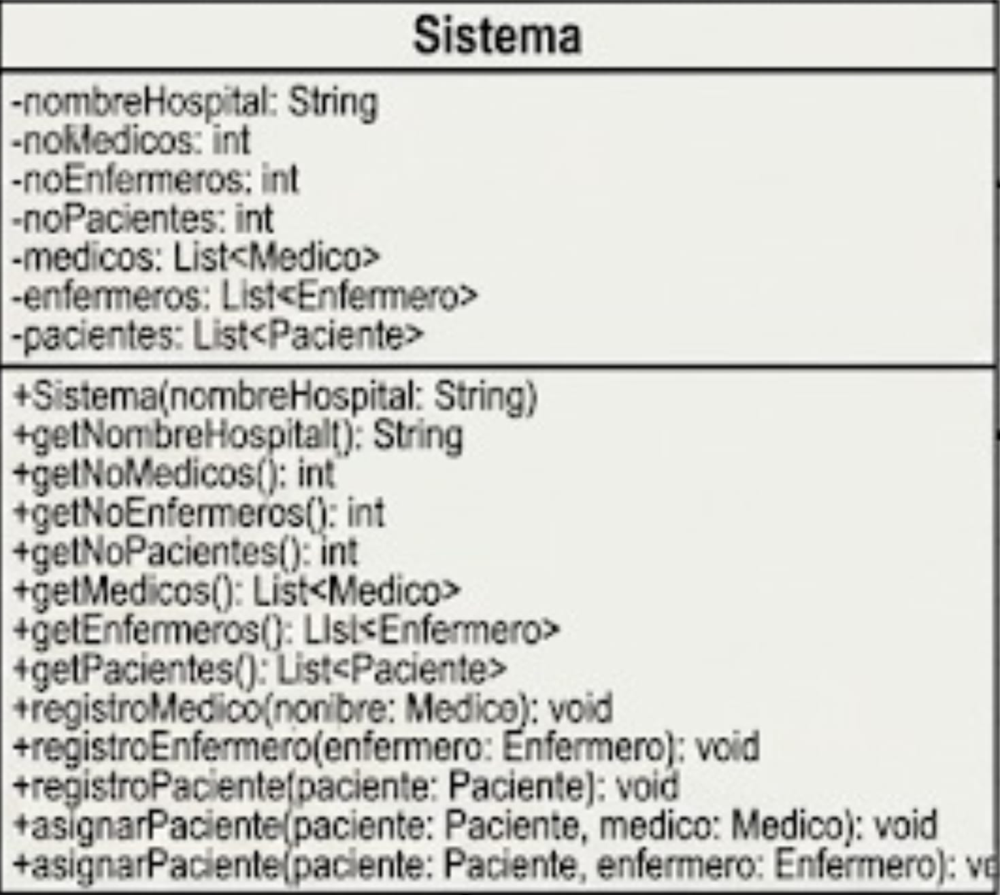 Sistema
-nombreHospital: String
-noMedicos: int
-noEnfermeros: int
-noPacientes: int
-medicos: List<Medico>
-enfermeros: List<Enfermero>
-pacientes: List<Paciente>
+Sistema(nombreHospital: String)
+getNombreHospital(): String
+getNoMedicos(): int
+getNoEnfermeros(): int
+getNoPacientes(): int
+getMedicos(): List<Medico>
+getEnfermeros(): LIst<Enfermero>
+getPacientes(): List<Paciente>
+registroMedico(nonibre: Medico): void
+registroEnfermero(enfermero: Enfermero): void
+registroPaciente(paciente: Paciente): void
+asignarPaciente(paciente: Paciente, medico: Medico): void
+asignarPaciente(paciente: Paciente, enfermero: Enfermero): vo